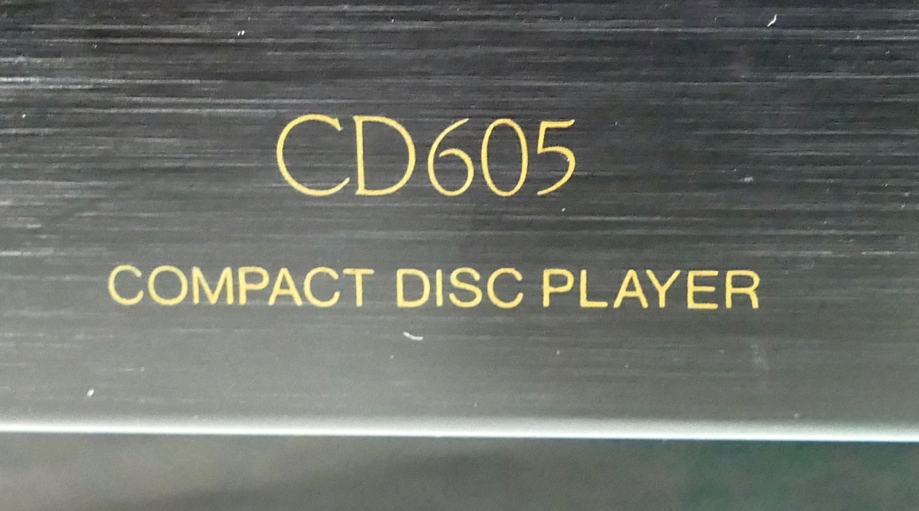 CD605
COMPACT DISC PLAYER